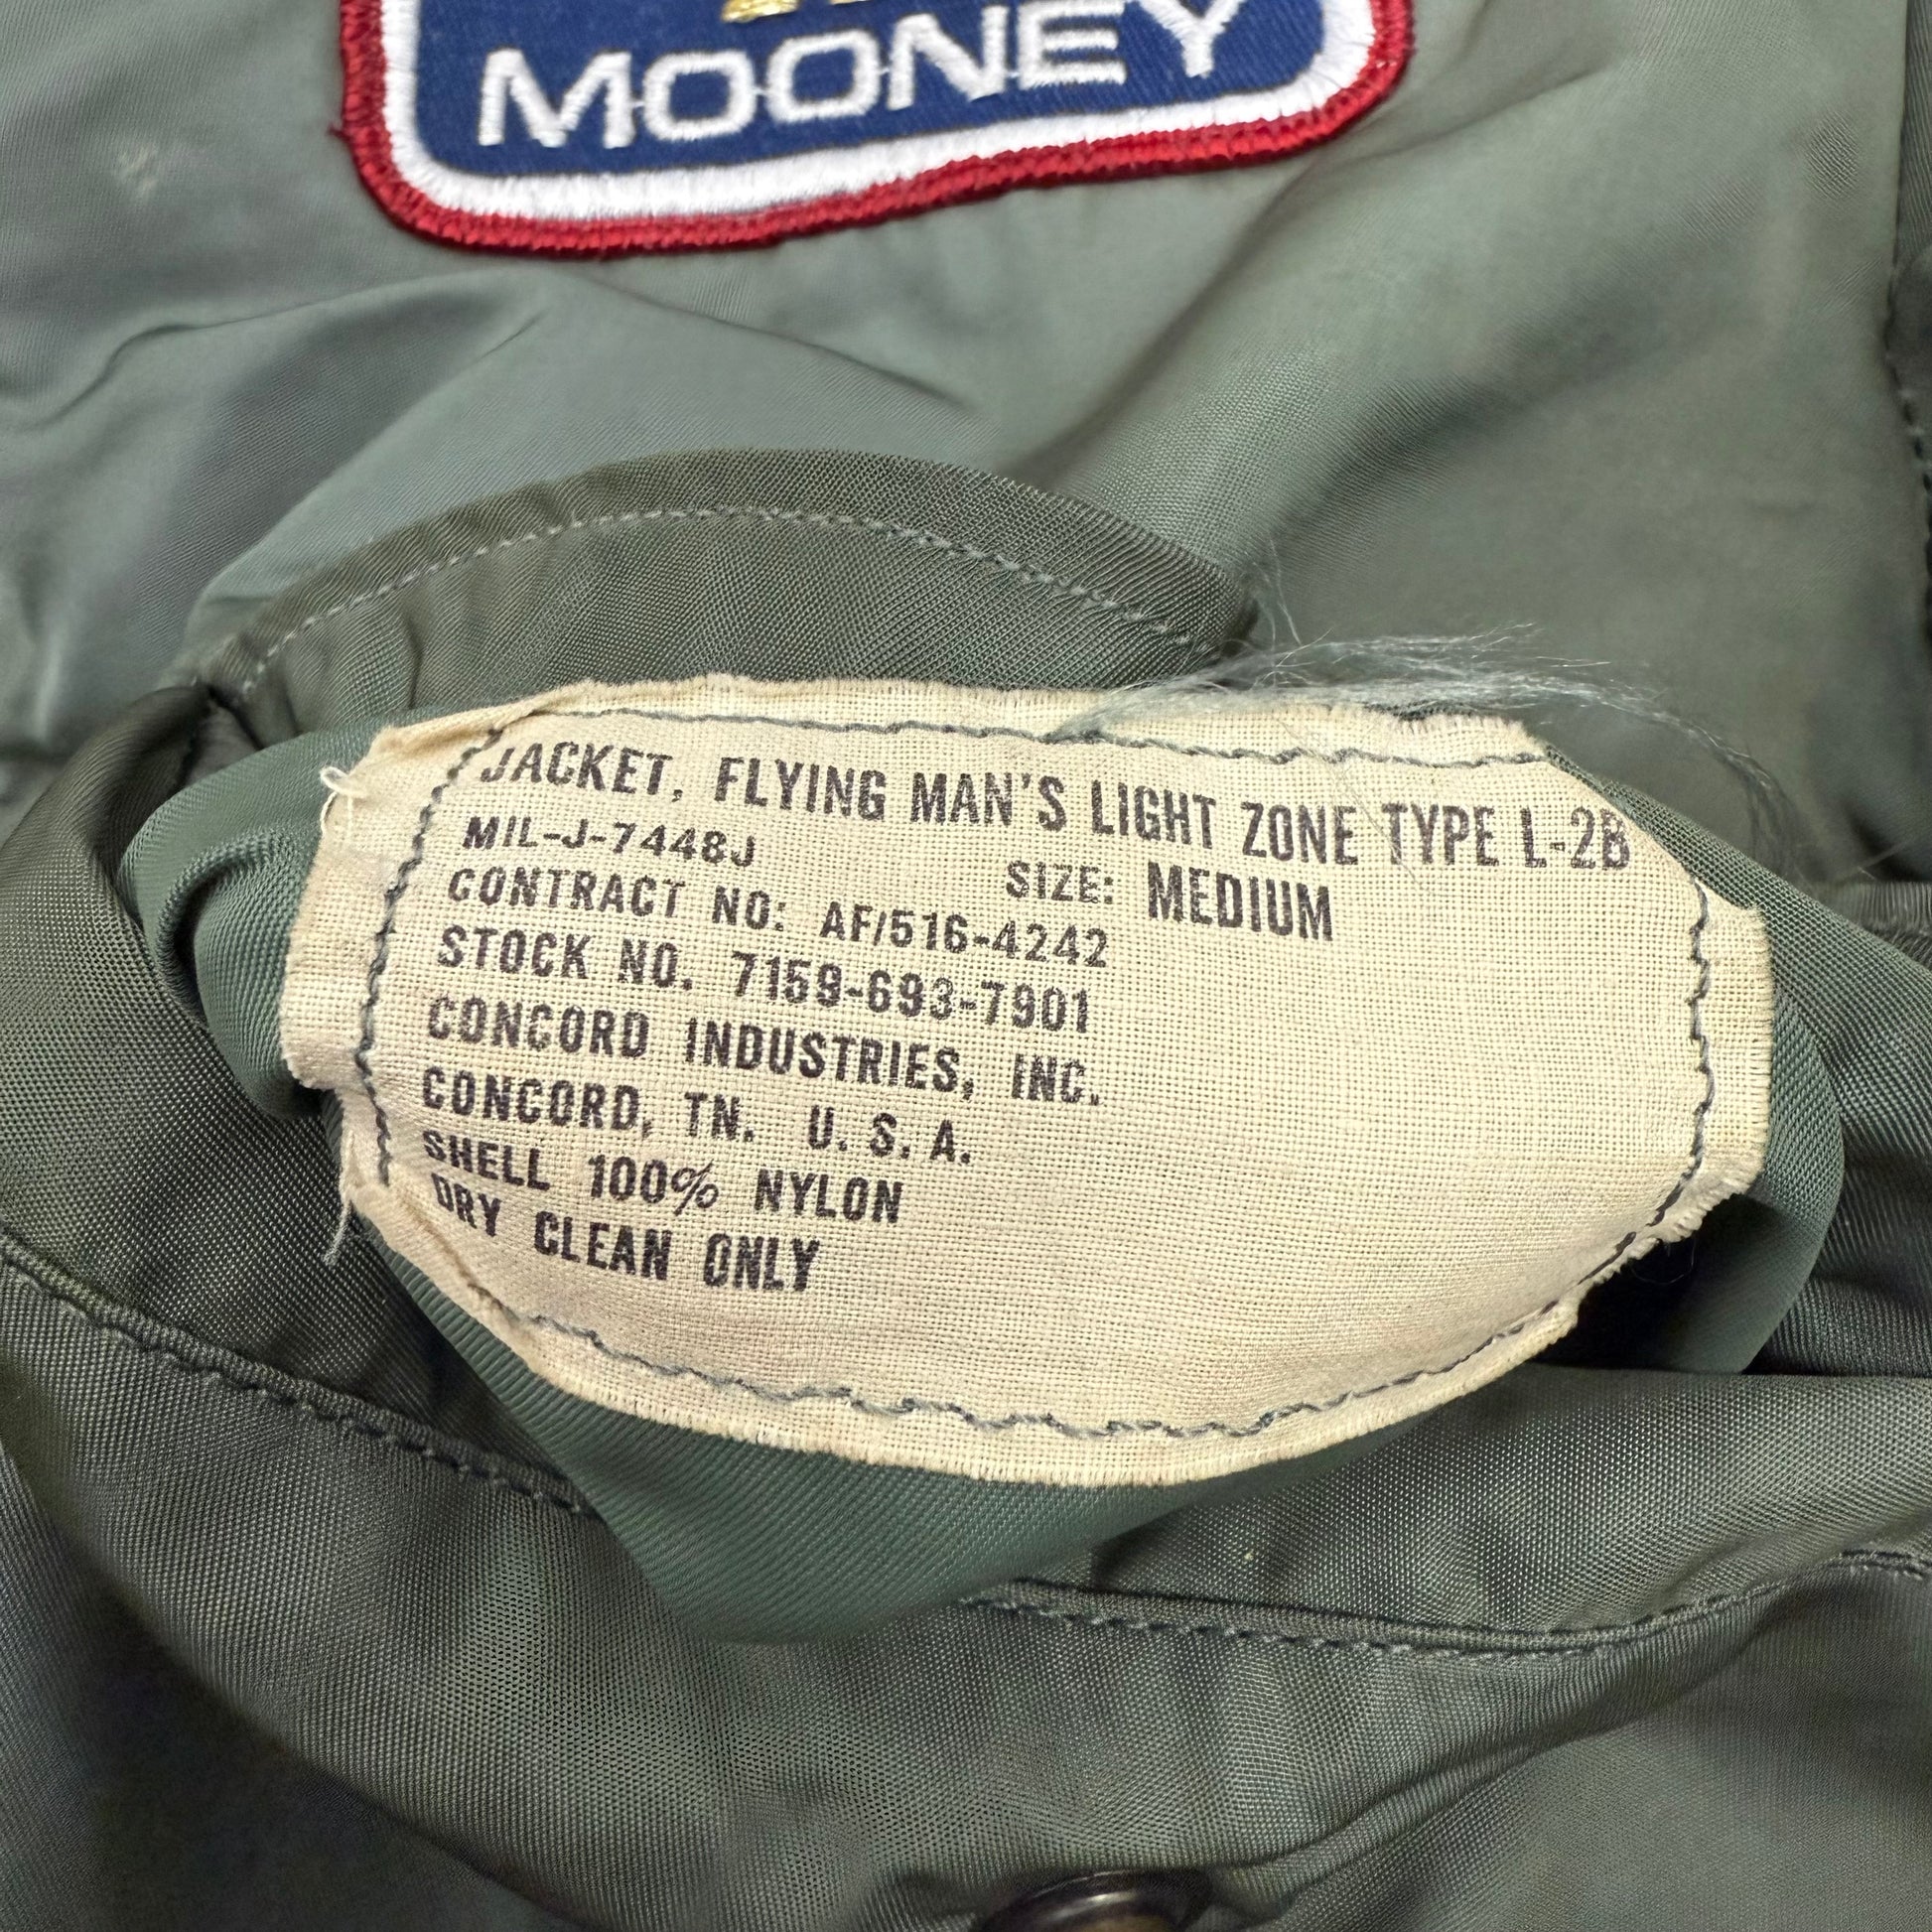 MOONEY
JACKET, FLYING MAN'S LIGHT ZONE TYPE L-2B
MIL-J-7448J
SIZE: MEDIUM
CONTRACT NO: AF/516-4242
STOCK NO. 7159-693-7901
CONCORD INDUSTRIES, INC.
CONCORD, TN. U. S. A.
SHELL 100% NYLON
DRY CLEAN ONLY